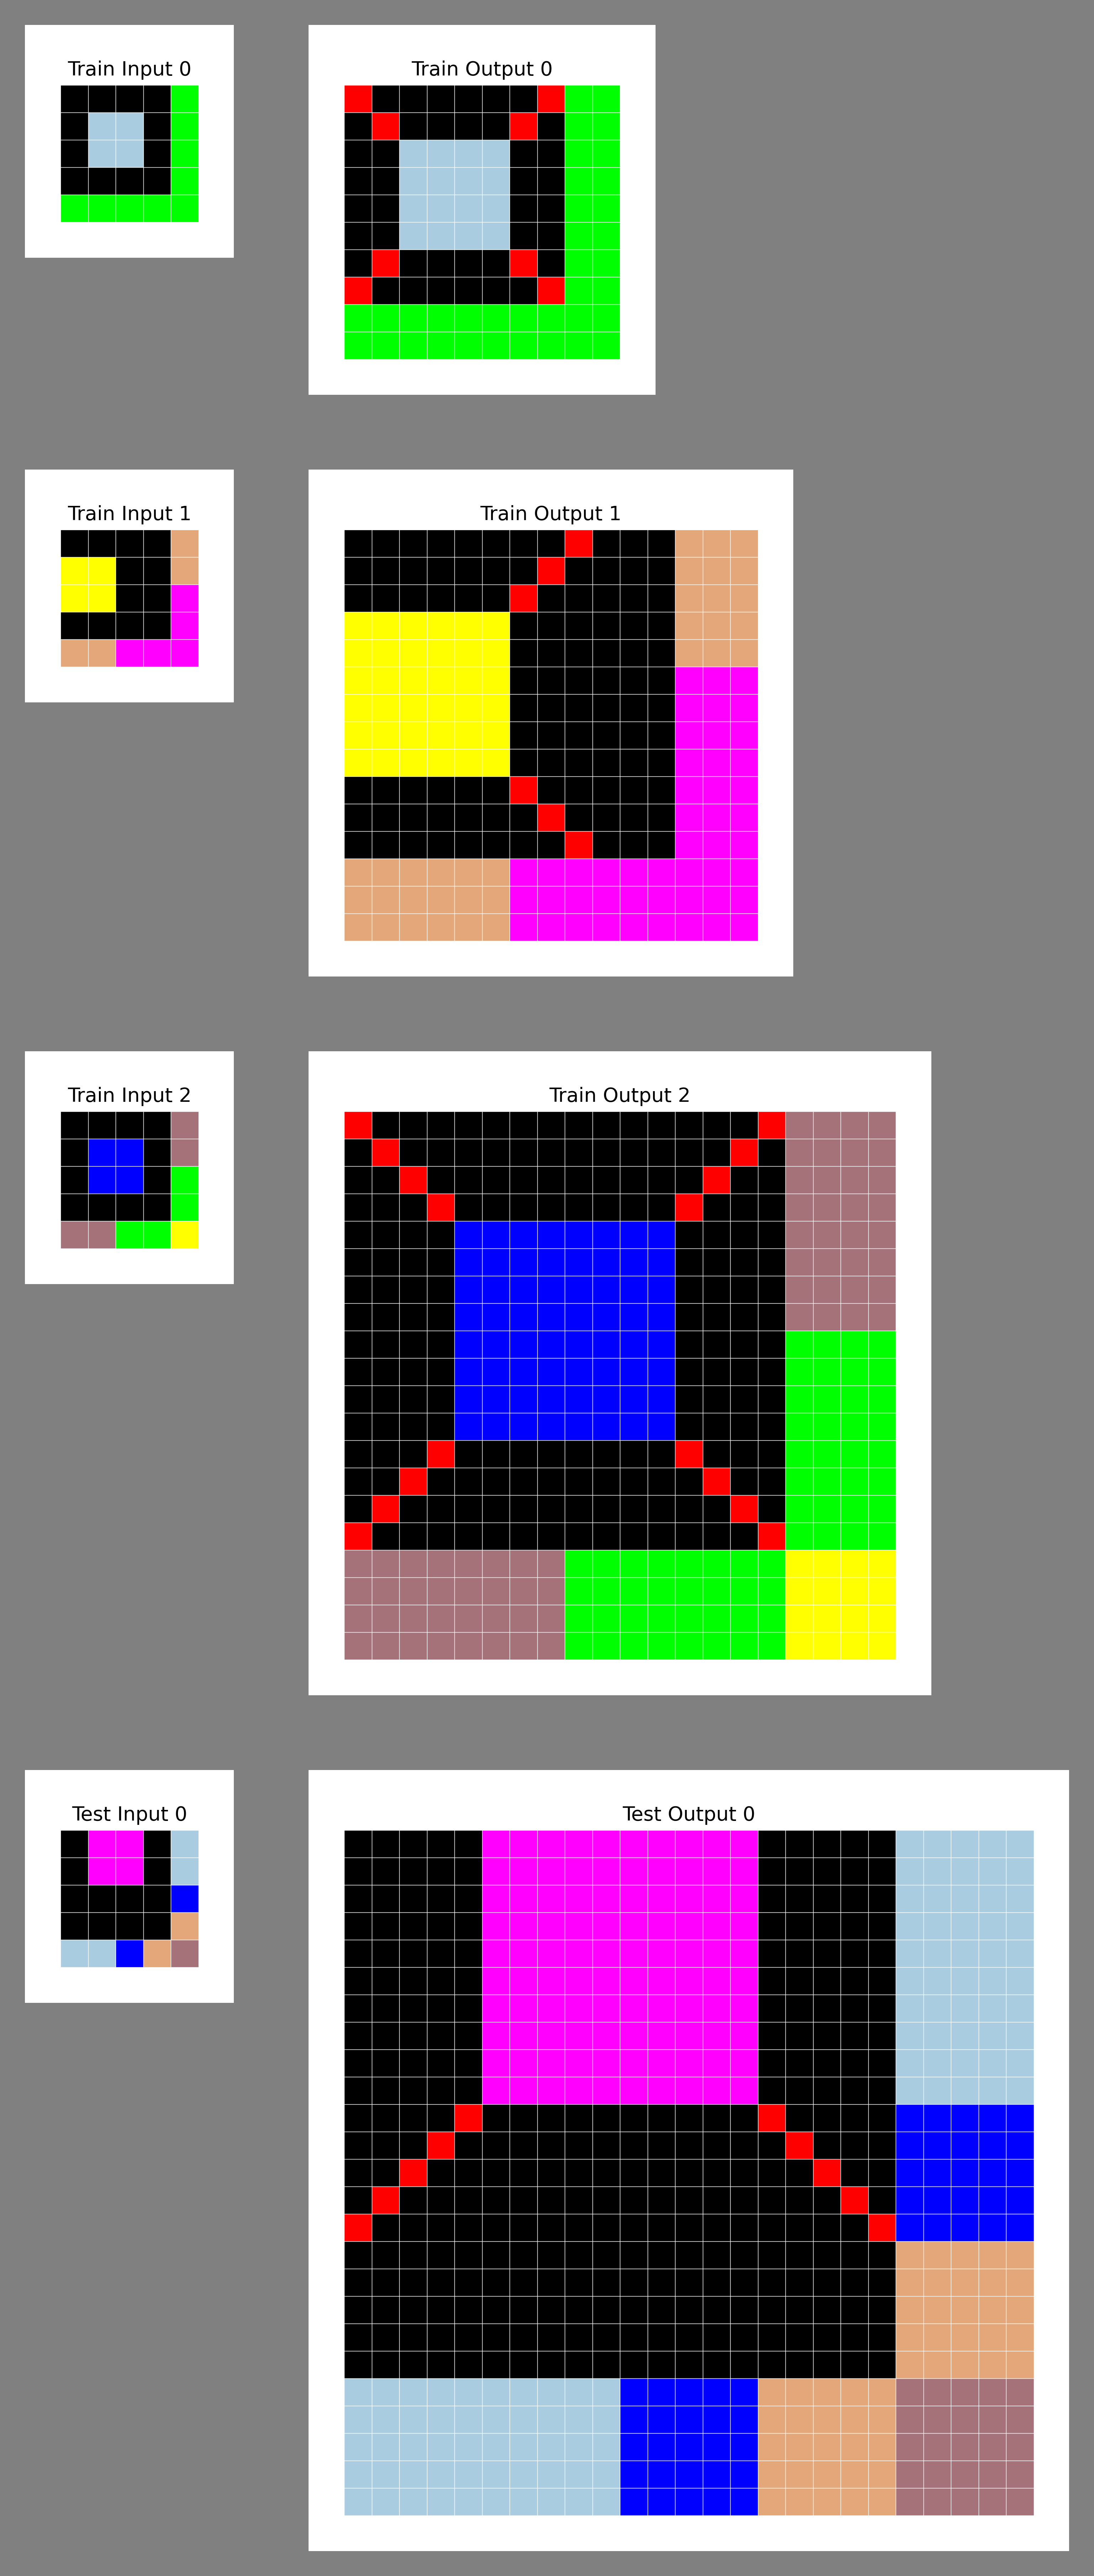 Train Input 0
Train Output 0
Train Input 1
Train Output 1
Train Input 2
Train Output 2
Test Input 0
Test Output 0